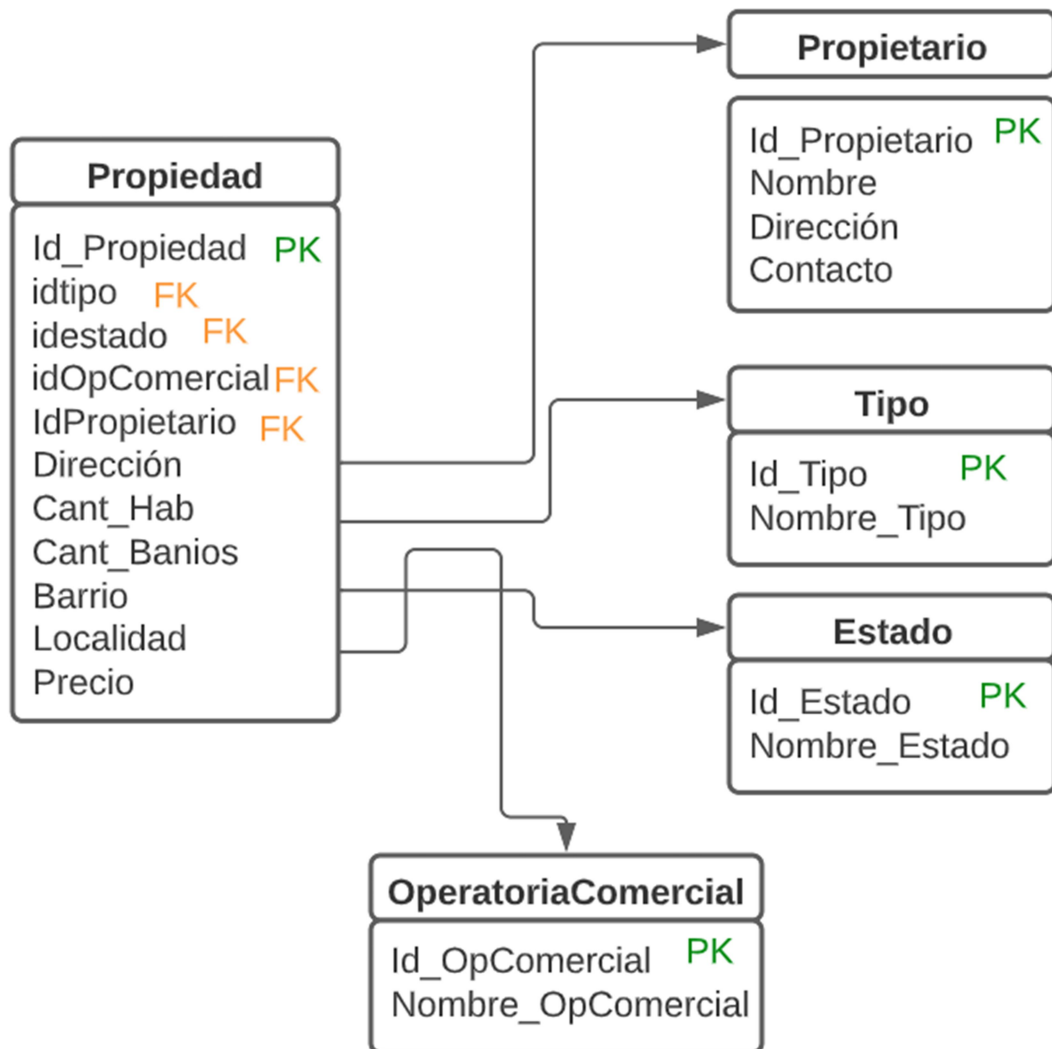 Propiedad
Id_Propiedad PK
idtipo FK
idestado FK
idOpComercial FK
IdPropietario FK
Dirección
Cant_Hab
Cant_Banios
Barrio
Localidad
Precio
Propietario
Id_Propietario PK
Nombre
Dirección
Contacto
Tipo
Id_Tipo PK
Nombre_Tipo
Estado
Id_Estado PK
Nombre_Estado
OperatoriaComercial
Id_OpComercial PK
Nombre_OpComercial